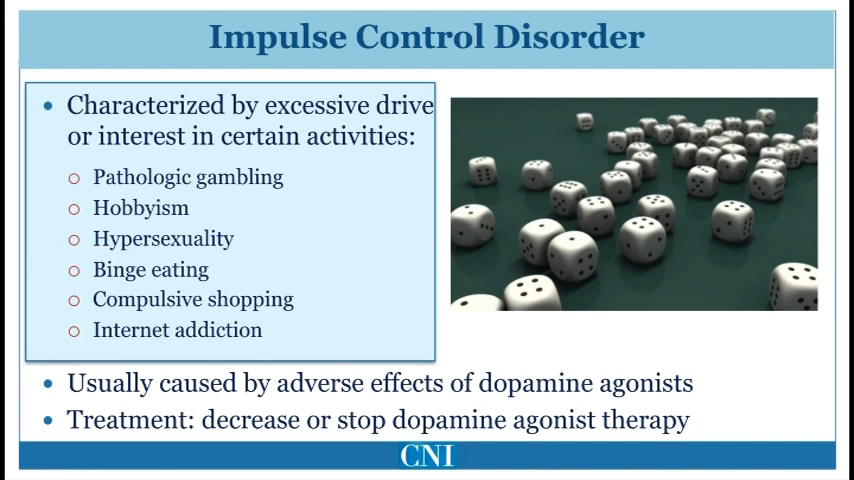 Impulse Control Disorder
• Characterized by excessive drive
or interest in certain activities:
○ Pathologic gambling
○ Hobbyism
○ Hypersexuality
○ Binge eating
○ Compulsive shopping
○ Internet addiction
• Usually caused by adverse effects of dopamine agonists
• Treatment: decrease or stop dopamine agonist therapy
CNI